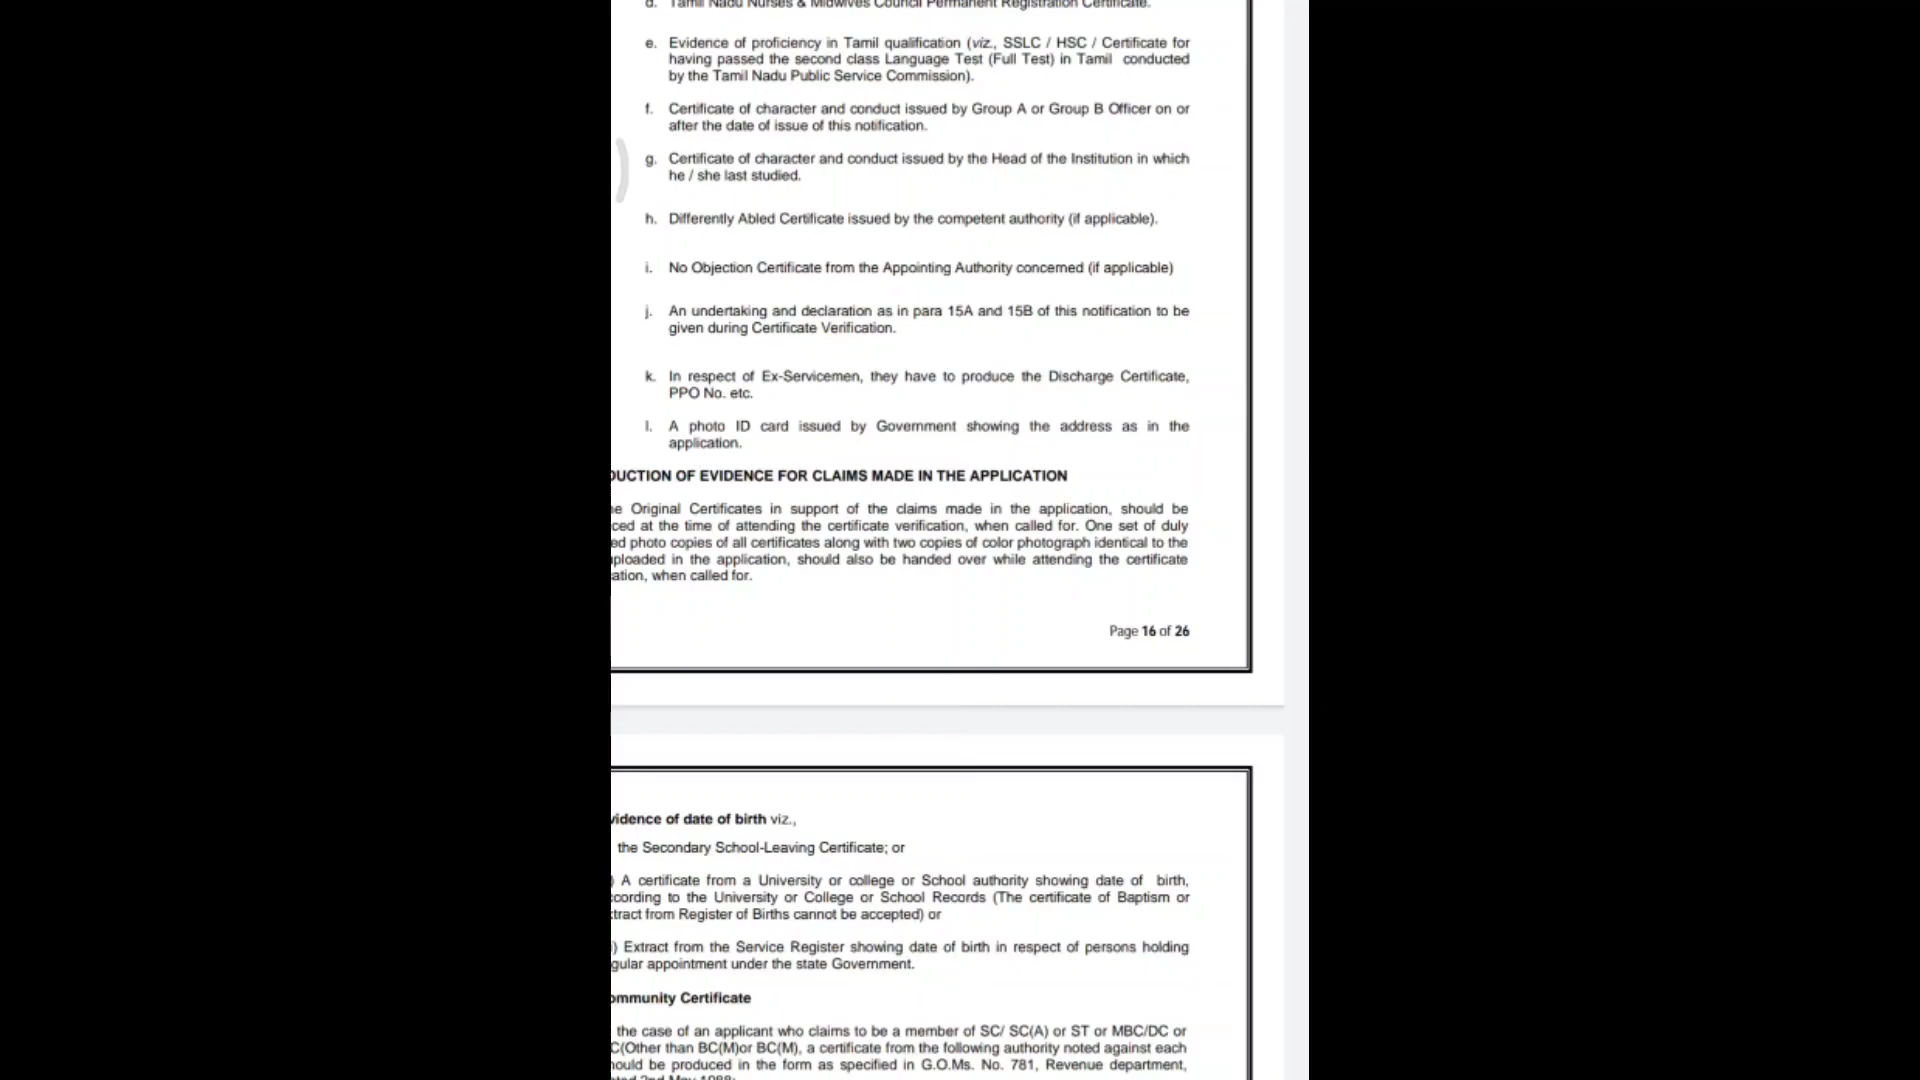 d. Tamil Nadu Nurses & Midwives Council Permanent Registration Certificate.
e. Evidence of proficiency in Tamil qualification (viz., SSLC / HSC / Certificate for
having passed the second class Language Test (Full Test) in Tamil conducted
by the Tamil Nadu Public Service Commission).
f. Certificate of character and conduct issued by Group A or Group B Officer on or
after the date of issue of this notification.
g. Certificate of character and conduct issued by the Head of the Institution in which
he / she last studied.
h. Differently Abled Certificate issued by the competent authority (if applicable).
i. No Objection Certificate from the Appointing Authority concerned (if applicable)
j. An undertaking and declaration as in para 15A and 15B of this notification to be
given during Certificate Verification.
k. In respect of Ex-Servicemen, they have to produce the Discharge Certificate,
PPO No. etc.
l. A photo ID card issued by Government showing the address as in the
application.
DUCTION OF EVIDENCE FOR CLAIMS MADE IN THE APPLICATION
e Original Certificates in support of the claims made in the application, should be
ced at the time of attending the certificate verification, when called for. One set of duly
ed photo copies of all certificates along with two copies of color photograph identical to the
ploaded in the application, should also be handed over while attending the certificate
ation, when called for.
Page 16 of 26
vidence of date of birth viz.,
the Secondary School-Leaving Certificate; or
) A certificate from a University or college or School authority showing date of birth,
cording to the University or College or School Records (The certificate of Baptism or
tract from Register of Births cannot be accepted) or
) Extract from the Service Register showing date of birth in respect of persons holding
gular appointment under the state Government.
ommunity Certificate
the case of an applicant who claims to be a member of SC/ SC(A) or ST or MBC/DC or
C(Other than BC(M)or BC(M), a certificate from the following authority noted against each
ould be produced in the form as specified in G.O.Ms. No. 781, Revenue department,
ted 2nd May 1988: